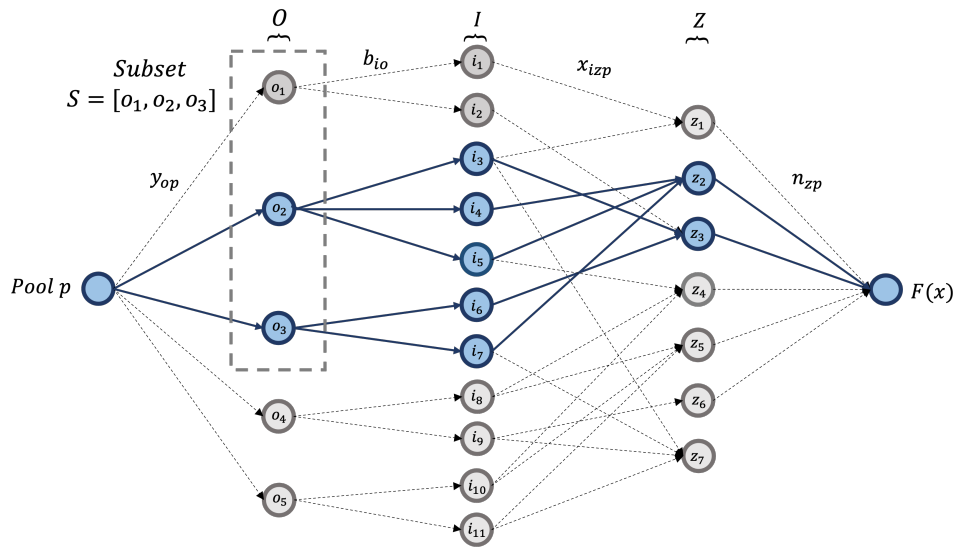 O
I
Z
Subset
S = [o₁, o₂, o₃]
b_io
x_izp
y_op
n_zp
Pool p
F(x)
o₁
o₂
o₃
o₄
o₅
i₁
i₂
i₃
i₄
i₅
i₆
i₇
i₈
i₉
i₁₀
i₁₁
z₁
z₂
z₃
z₄
z₅
z₆
z₇